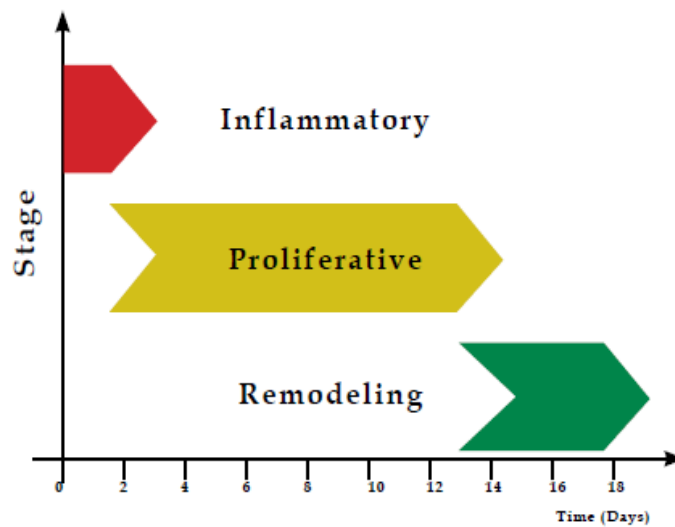 Inflammatory
Stage
Proliferative
Remodeling
0 2 4 6 8 10 12 14 16 18
Time (Days)